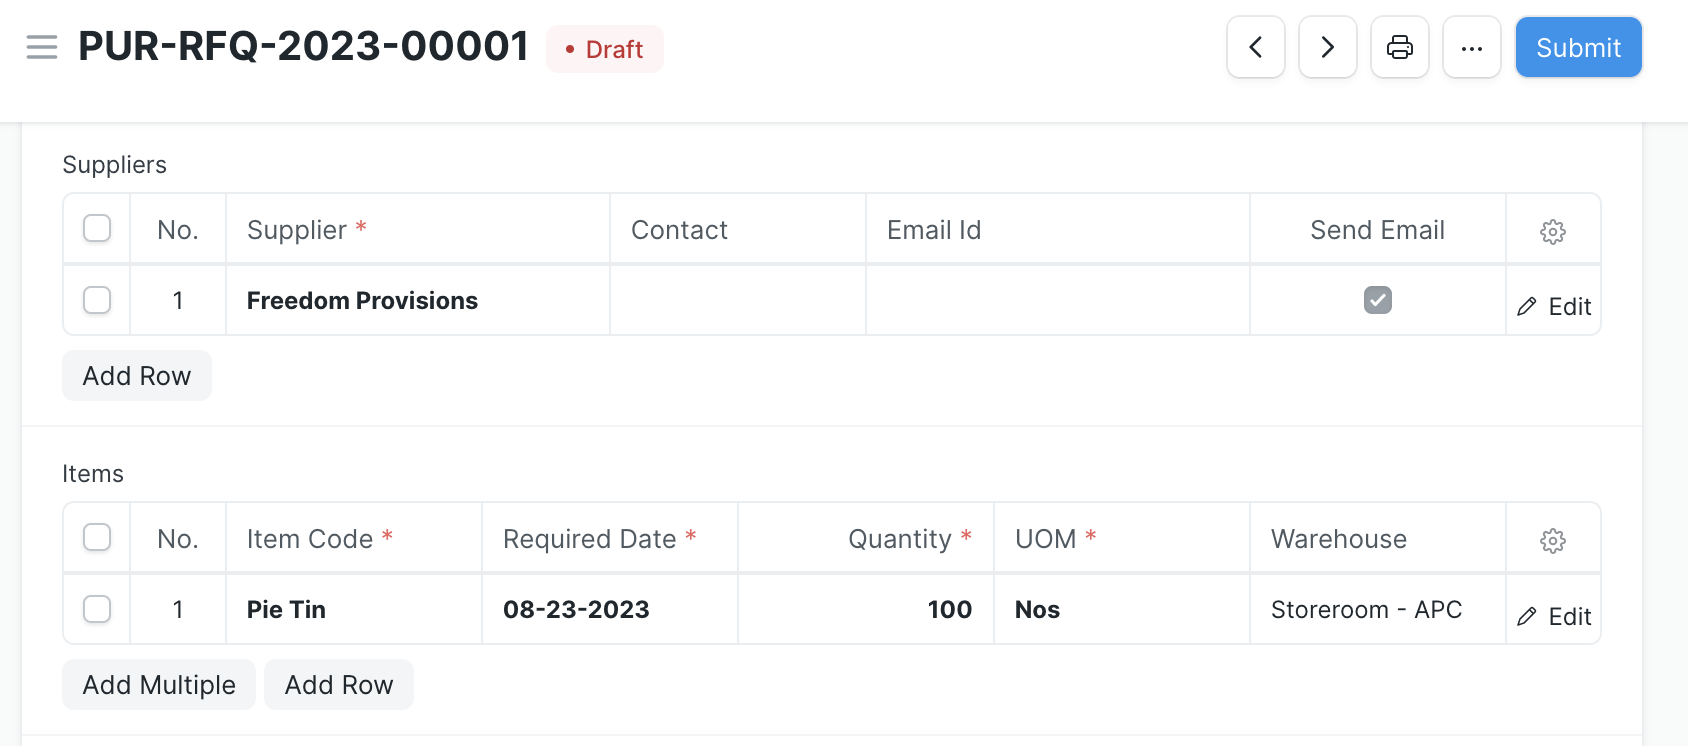 PUR-RFQ-2023-00001 • Draft Submit
Suppliers
No. Supplier * Contact Email Id Send Email
1 Freedom Provisions Edit
Add Row
Items
No. Item Code * Required Date * Quantity * UOM * Warehouse
1 Pie Tin 08-23-2023 100 Nos Storeroom - APC Edit
Add Multiple Add Row